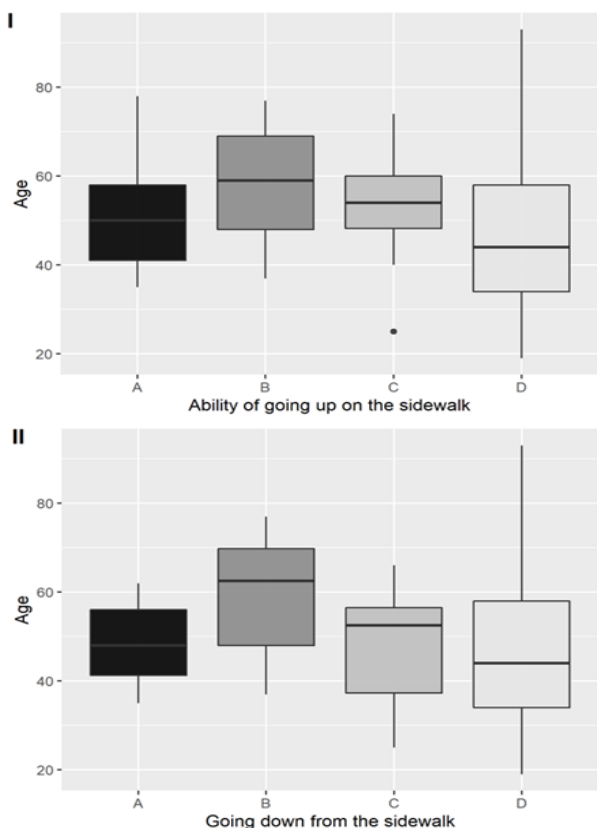 I
Age
80
60
40
20
A B C D
Ability of going up on the sidewalk
II
Age
80
60
40
20
A B C D
Going down from the sidewalk